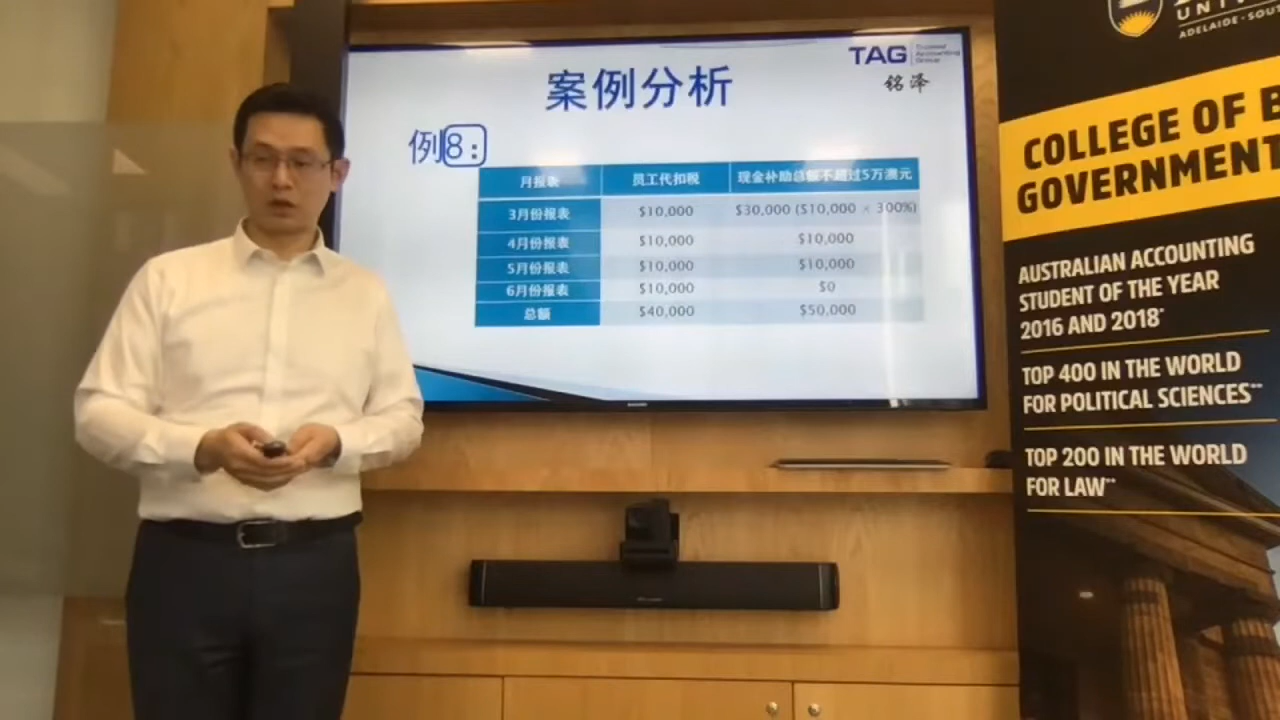 案例分析
TAG
铭泽
例8:
月报表 员工代扣税 现金补助总额不超过5万澳元
3月份报表 $10,000 $30,000 ($10,000 × 300%)
4月份报表 $10,000 $10,000
5月份报表 $10,000 $10,000
6月份报表 $10,000 $0
总额 $40,000 $50,000
ADELAIDE · SOUT
COLLEGE OF B
GOVERNMENT
AUSTRALIAN ACCOUNTING
STUDENT OF THE YEAR
2016 AND 2018*
TOP 400 IN THE WORLD
FOR POLITICAL SCIENCES**
TOP 200 IN THE WORLD
FOR LAW**